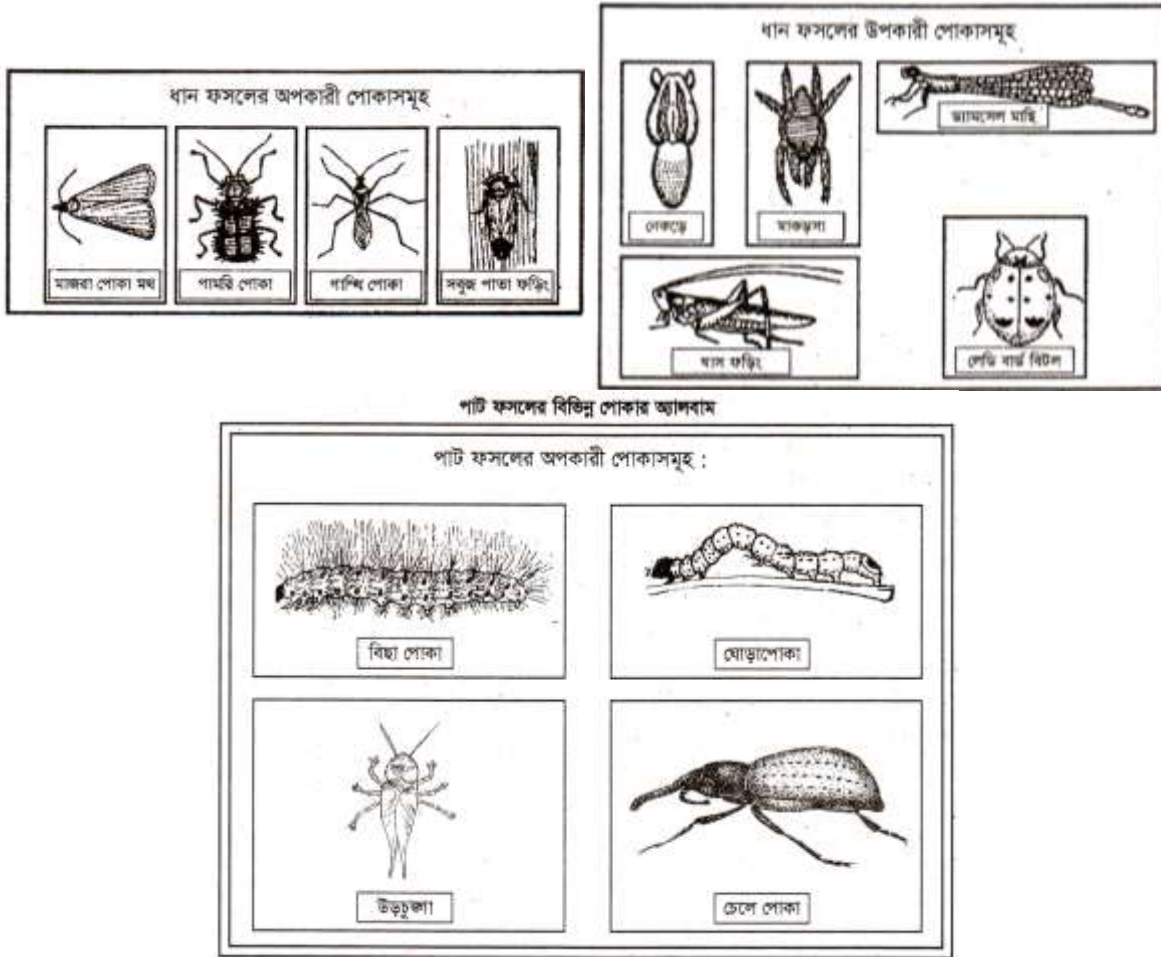 ধান ফসলের অপকারী পোকাসমূহ
মাজরা পোকা মথ
পামরি পোকা
গান্ধি পোকা
সবুজ পাতা ফড়িং
ধান ফসলের উপকারী পোকাসমূহ
নেকড়ে
মাকড়সা
ড্যামসেল মাছি
ঘাস ফড়িং
লেডি বার্ড বিটল
পাট ফসলের বিভিন্ন পোকার অ্যালবাম
পাট ফসলের অপকারী পোকাসমূহ :
বিছা পোকা
ঘোড়াপোকা
উড়চুঙ্গা
চেলে পোকা